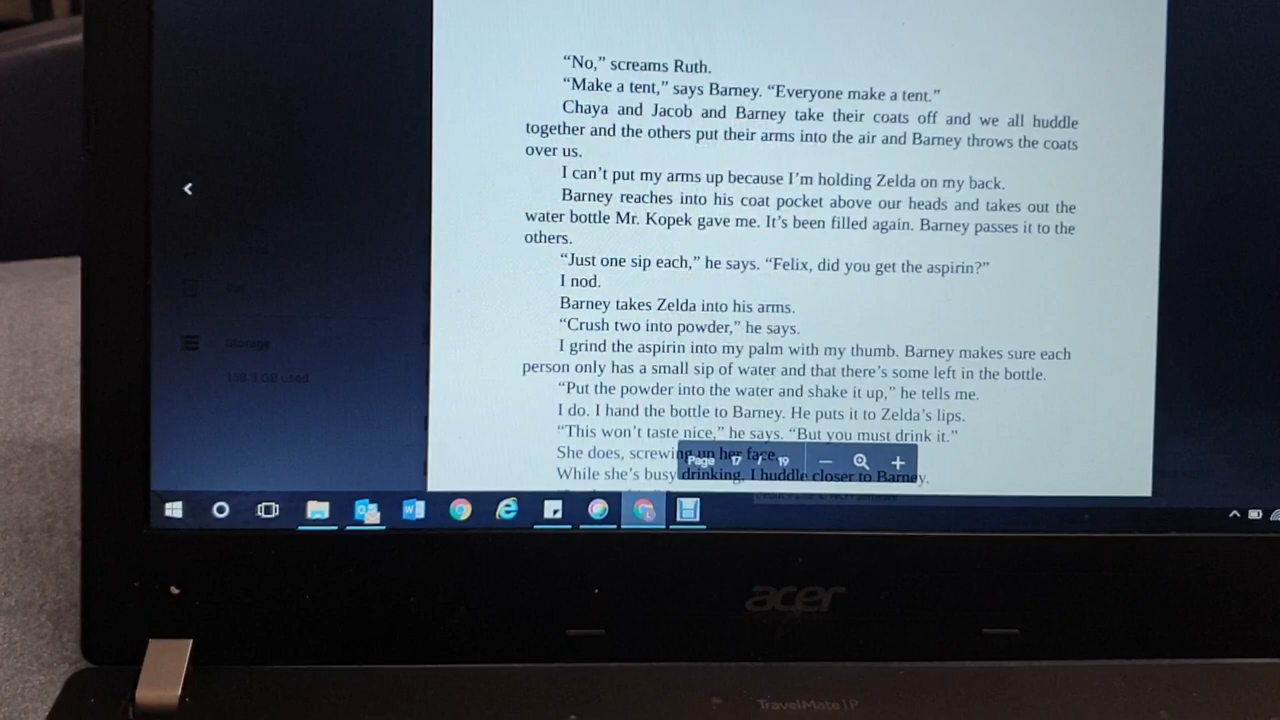 “No,” screams Ruth.
“Make a tent,” says Barney. “Everyone make a tent.”
Chaya and Jacob and Barney take their coats off and we all huddle
together and the others put their arms into the air and Barney throws the coats
over us.
I can’t put my arms up because I’m holding Zelda on my back.
Barney reaches into his coat pocket above our heads and takes out the
water bottle Mr. Kopek gave me. It’s been filled again. Barney passes it to the
others.
“Just one sip each,” he says. “Felix, did you get the aspirin?”
I nod.
Barney takes Zelda into his arms.
“Crush two into powder,” he says.
I grind the aspirin into my palm with my thumb. Barney makes sure each
person only has a small sip of water and that there’s some left in the bottle.
“Put the powder into the water and shake it up,” he tells me.
I do. I hand the bottle to Barney. He puts it to Zelda’s lips.
“This won’t taste nice,” he says. “But you must drink it.”
She does, screwing up her face.
While she’s busy drinking, I huddle closer to Barney.
Page 17 / 19
Storage
158.3 GB used
acer
TravelMate P